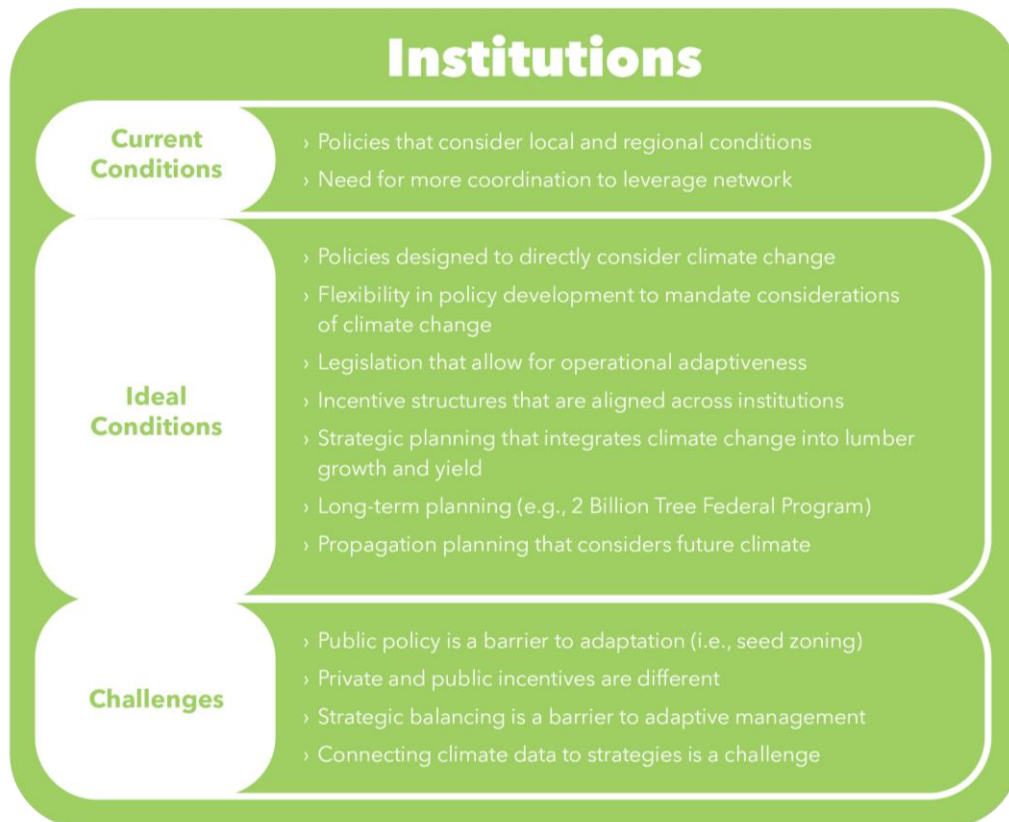 Institutions
Current
Conditions
› Policies that consider local and regional conditions
› Need for more coordination to leverage network
Ideal
Conditions
› Policies designed to directly consider climate change
› Flexibility in policy development to mandate considerations
of climate change
› Legislation that allow for operational adaptiveness
› Incentive structures that are aligned across institutions
› Strategic planning that integrates climate change into lumber
growth and yield
› Long-term planning (e.g., 2 Billion Tree Federal Program)
› Propagation planning that considers future climate
Challenges
› Public policy is a barrier to adaptation (i.e., seed zoning)
› Private and public incentives are different
› Strategic balancing is a barrier to adaptive management
› Connecting climate data to strategies is a challenge